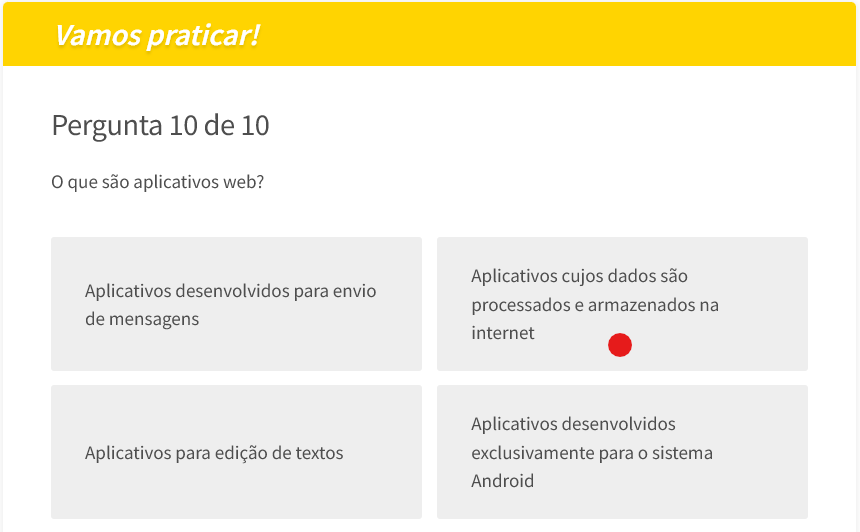 Vamos praticar!
Pergunta 10 de 10
O que são aplicativos web?
Aplicativos desenvolvidos para envio
de mensagens
Aplicativos cujos dados são
processados e armazenados na
internet
Aplicativos para edição de textos
Aplicativos desenvolvidos
exclusivamente para o sistema
Android